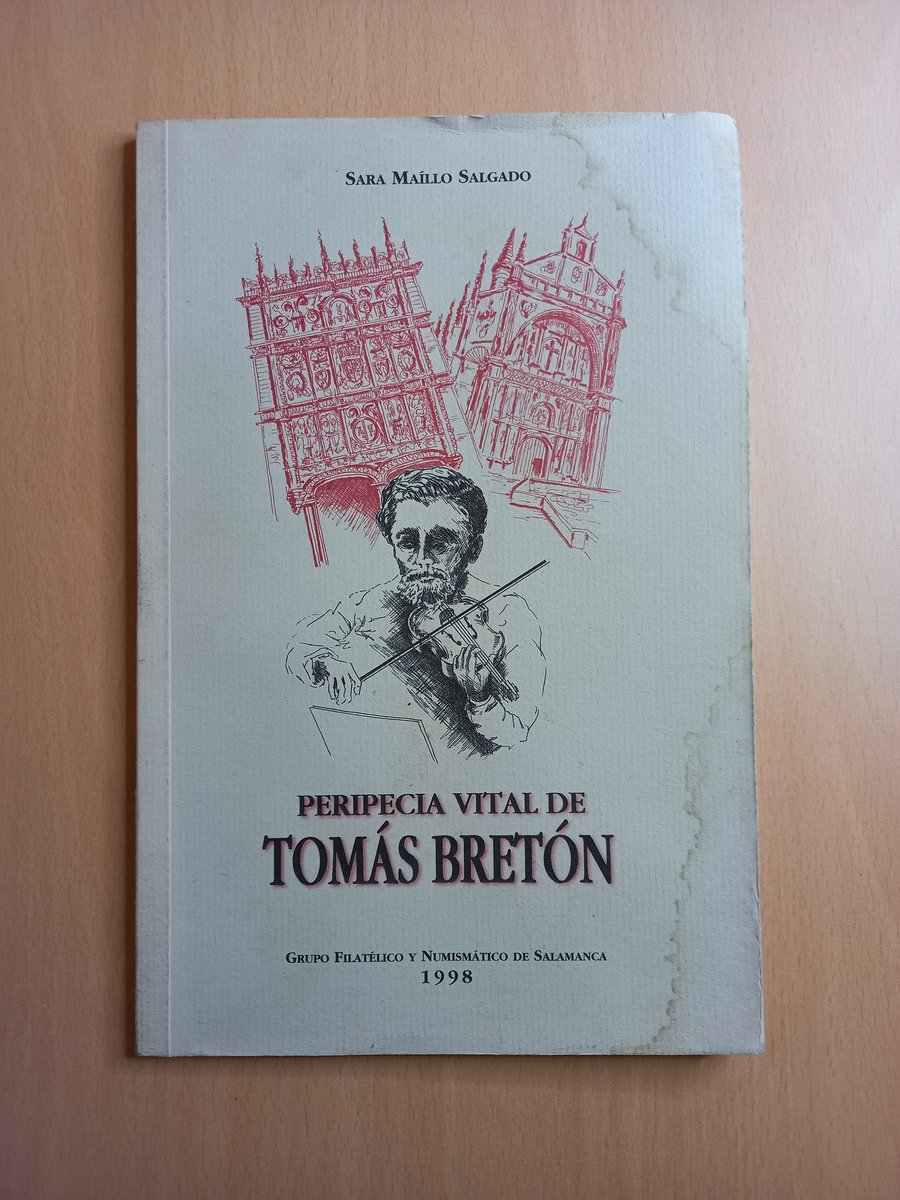 SARA MAÍLLO SALGADO
PERIPECIA VITAL DE
TOMÁS BRETÓN
GRUPO FILATÉLICO Y NUMISMÁTICO DE SALAMANCA
1998